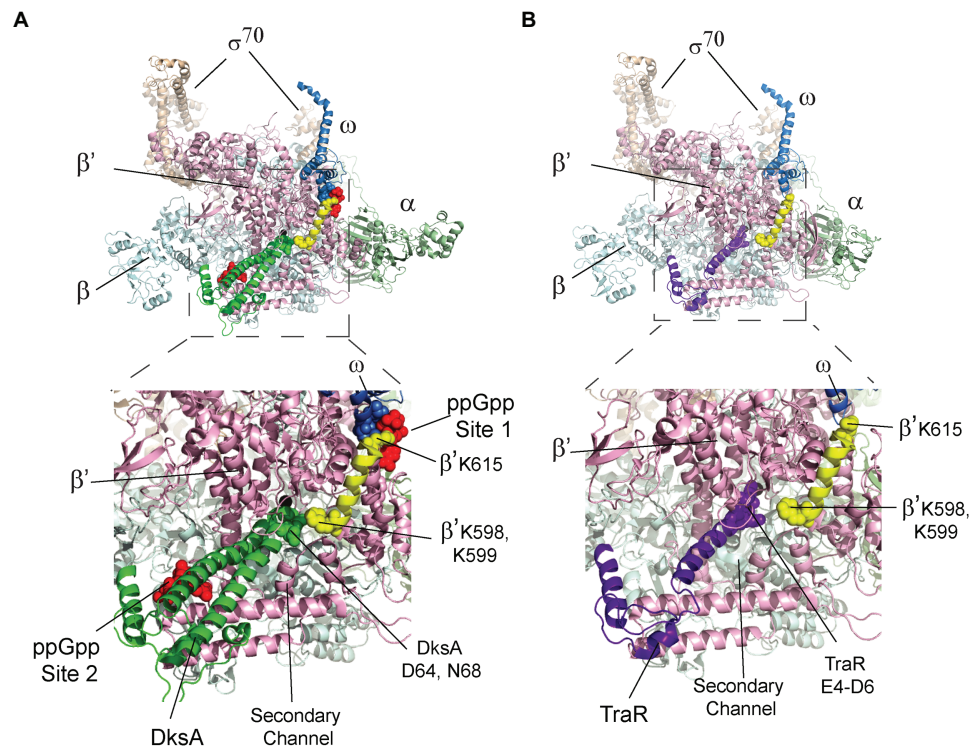 A
σ70
ω
β’
α
β
ω
ppGpp
Site 1
β’
β’K615
β’K598,
K599
ppGpp
Site 2
DksA
D64, N68
Secondary
Channel
DksA
B
σ70
ω
β’
α
β
ω
β’
β’K615
β’K598,
K599
TraR
E4-D6
Secondary
Channel
TraR